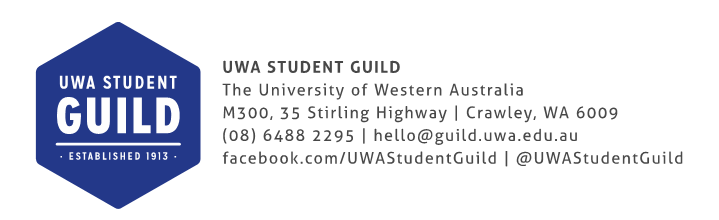 UWA STUDENT
GUILD
· ESTABLISHED 1913 ·
UWA STUDENT GUILD
The University of Western Australia
M300, 35 Stirling Highway | Crawley, WA 6009
(08) 6488 2295 | hello@guild.uwa.edu.au
facebook.com/UWAStudentGuild | @UWAStudentGuild